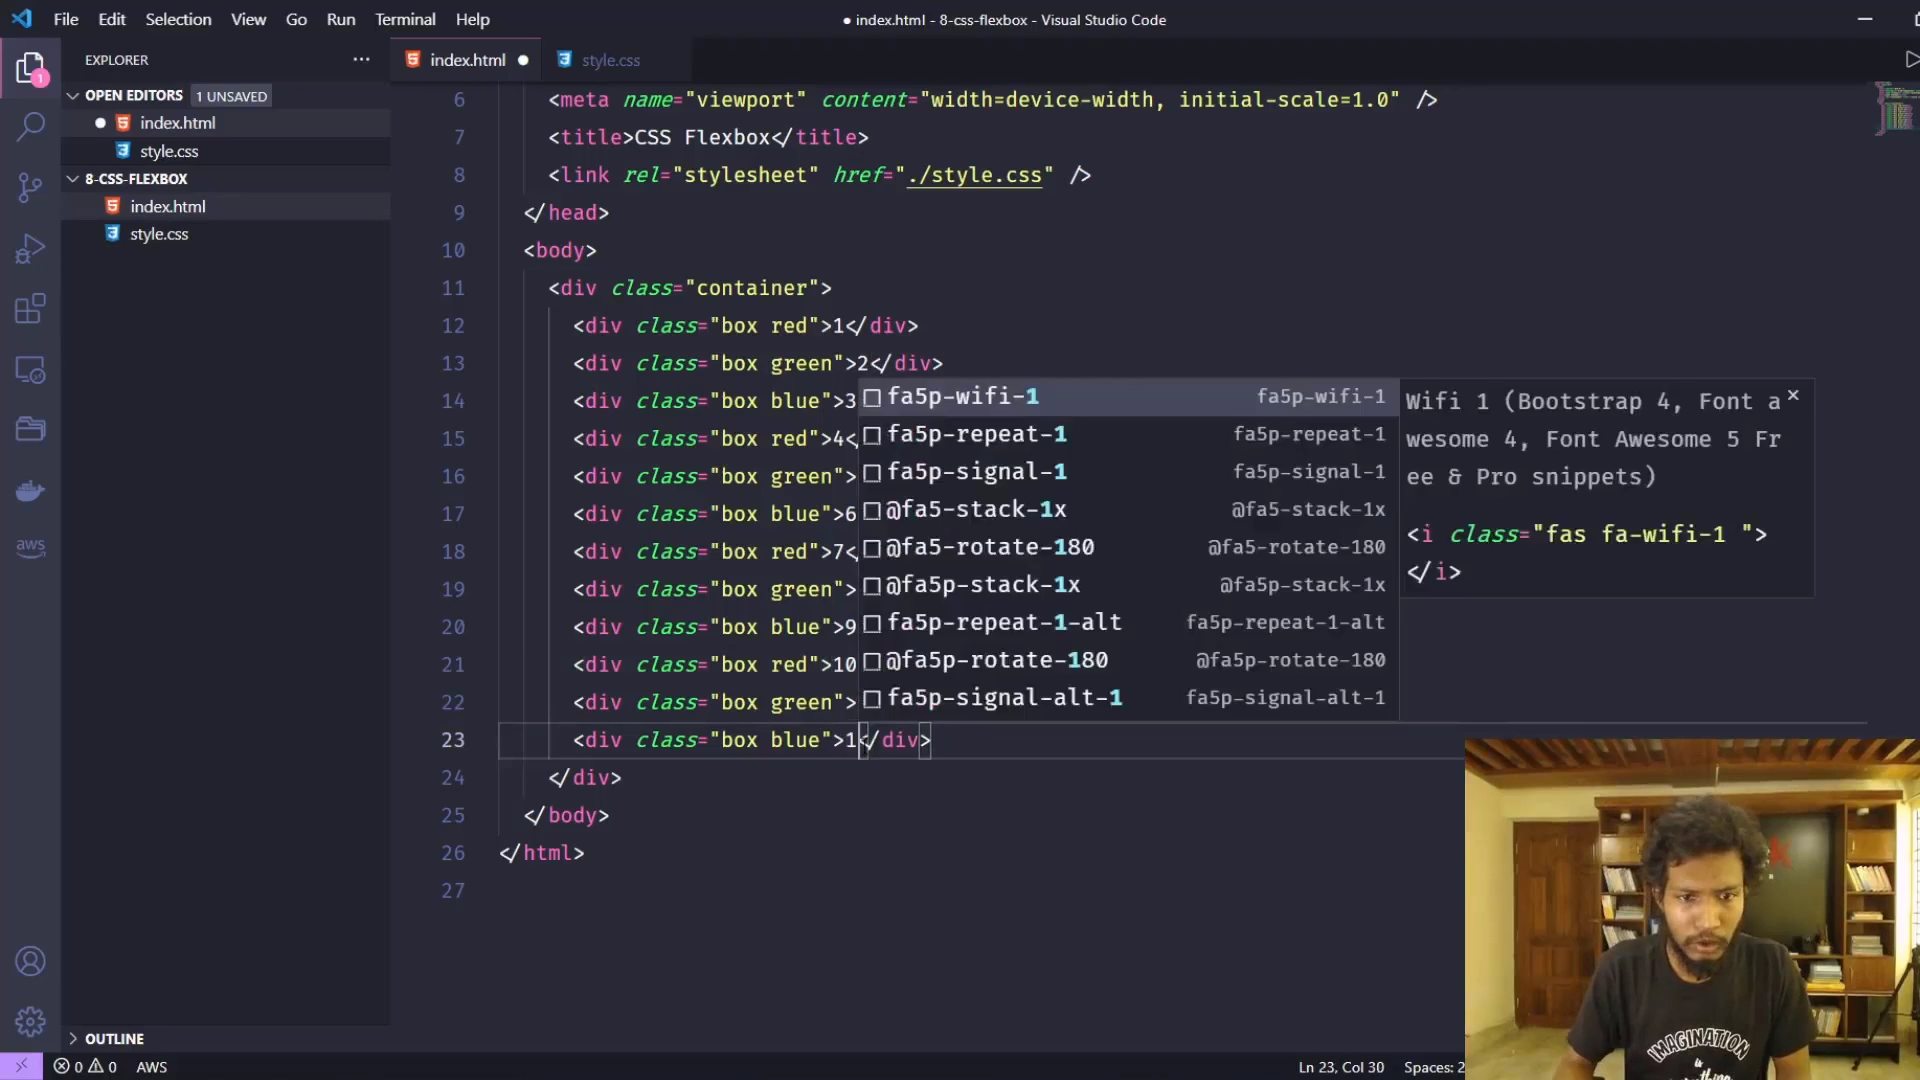 File Edit Selection View Go Run Terminal Help
● index.html - 8-css-flexbox - Visual Studio Code
EXPLORER
OPEN EDITORS 1 UNSAVED
index.html
style.css
8-CSS-FLEXBOX
index.html
style.css
OUTLINE
1
aws
index.html style.css
6 <meta name="viewport" content="width=device-width, initial-scale=1.0" />
7 <title>CSS Flexbox</title>
8 <link rel="stylesheet" href="./style.css" />
9 </head>
10 <body>
11 <div class="container">
12 <div class="box red">1</div>
13 <div class="box green">2</div>
14 <div class="box blue">3
15 <div class="box red">4<
16 <div class="box green">
17 <div class="box blue">6
18 <div class="box red">7<
19 <div class="box green">
20 <div class="box blue">9
21 <div class="box red">10
22 <div class="box green">
23 <div class="box blue">1</div>
24 </div>
25 </body>
26 </html>
27
fa5p-wifi-1 fa5p-wifi-1
fa5p-repeat-1 fa5p-repeat-1
fa5p-signal-1 fa5p-signal-1
@fa5-stack-1x @fa5-stack-1x
@fa5-rotate-180 @fa5-rotate-180
@fa5p-stack-1x @fa5p-stack-1x
fa5p-repeat-1-alt fa5p-repeat-1-alt
@fa5p-rotate-180 @fa5p-rotate-180
fa5p-signal-alt-1 fa5p-signal-alt-1
Wifi 1 (Bootstrap 4, Font a
wesome 4, Font Awesome 5 Fr
ee & Pro snippets)
<i class="fas fa-wifi-1 ">
</i>
IMAGINATION
is
0 0 AWS
Ln 23, Col 30 Spaces: 2